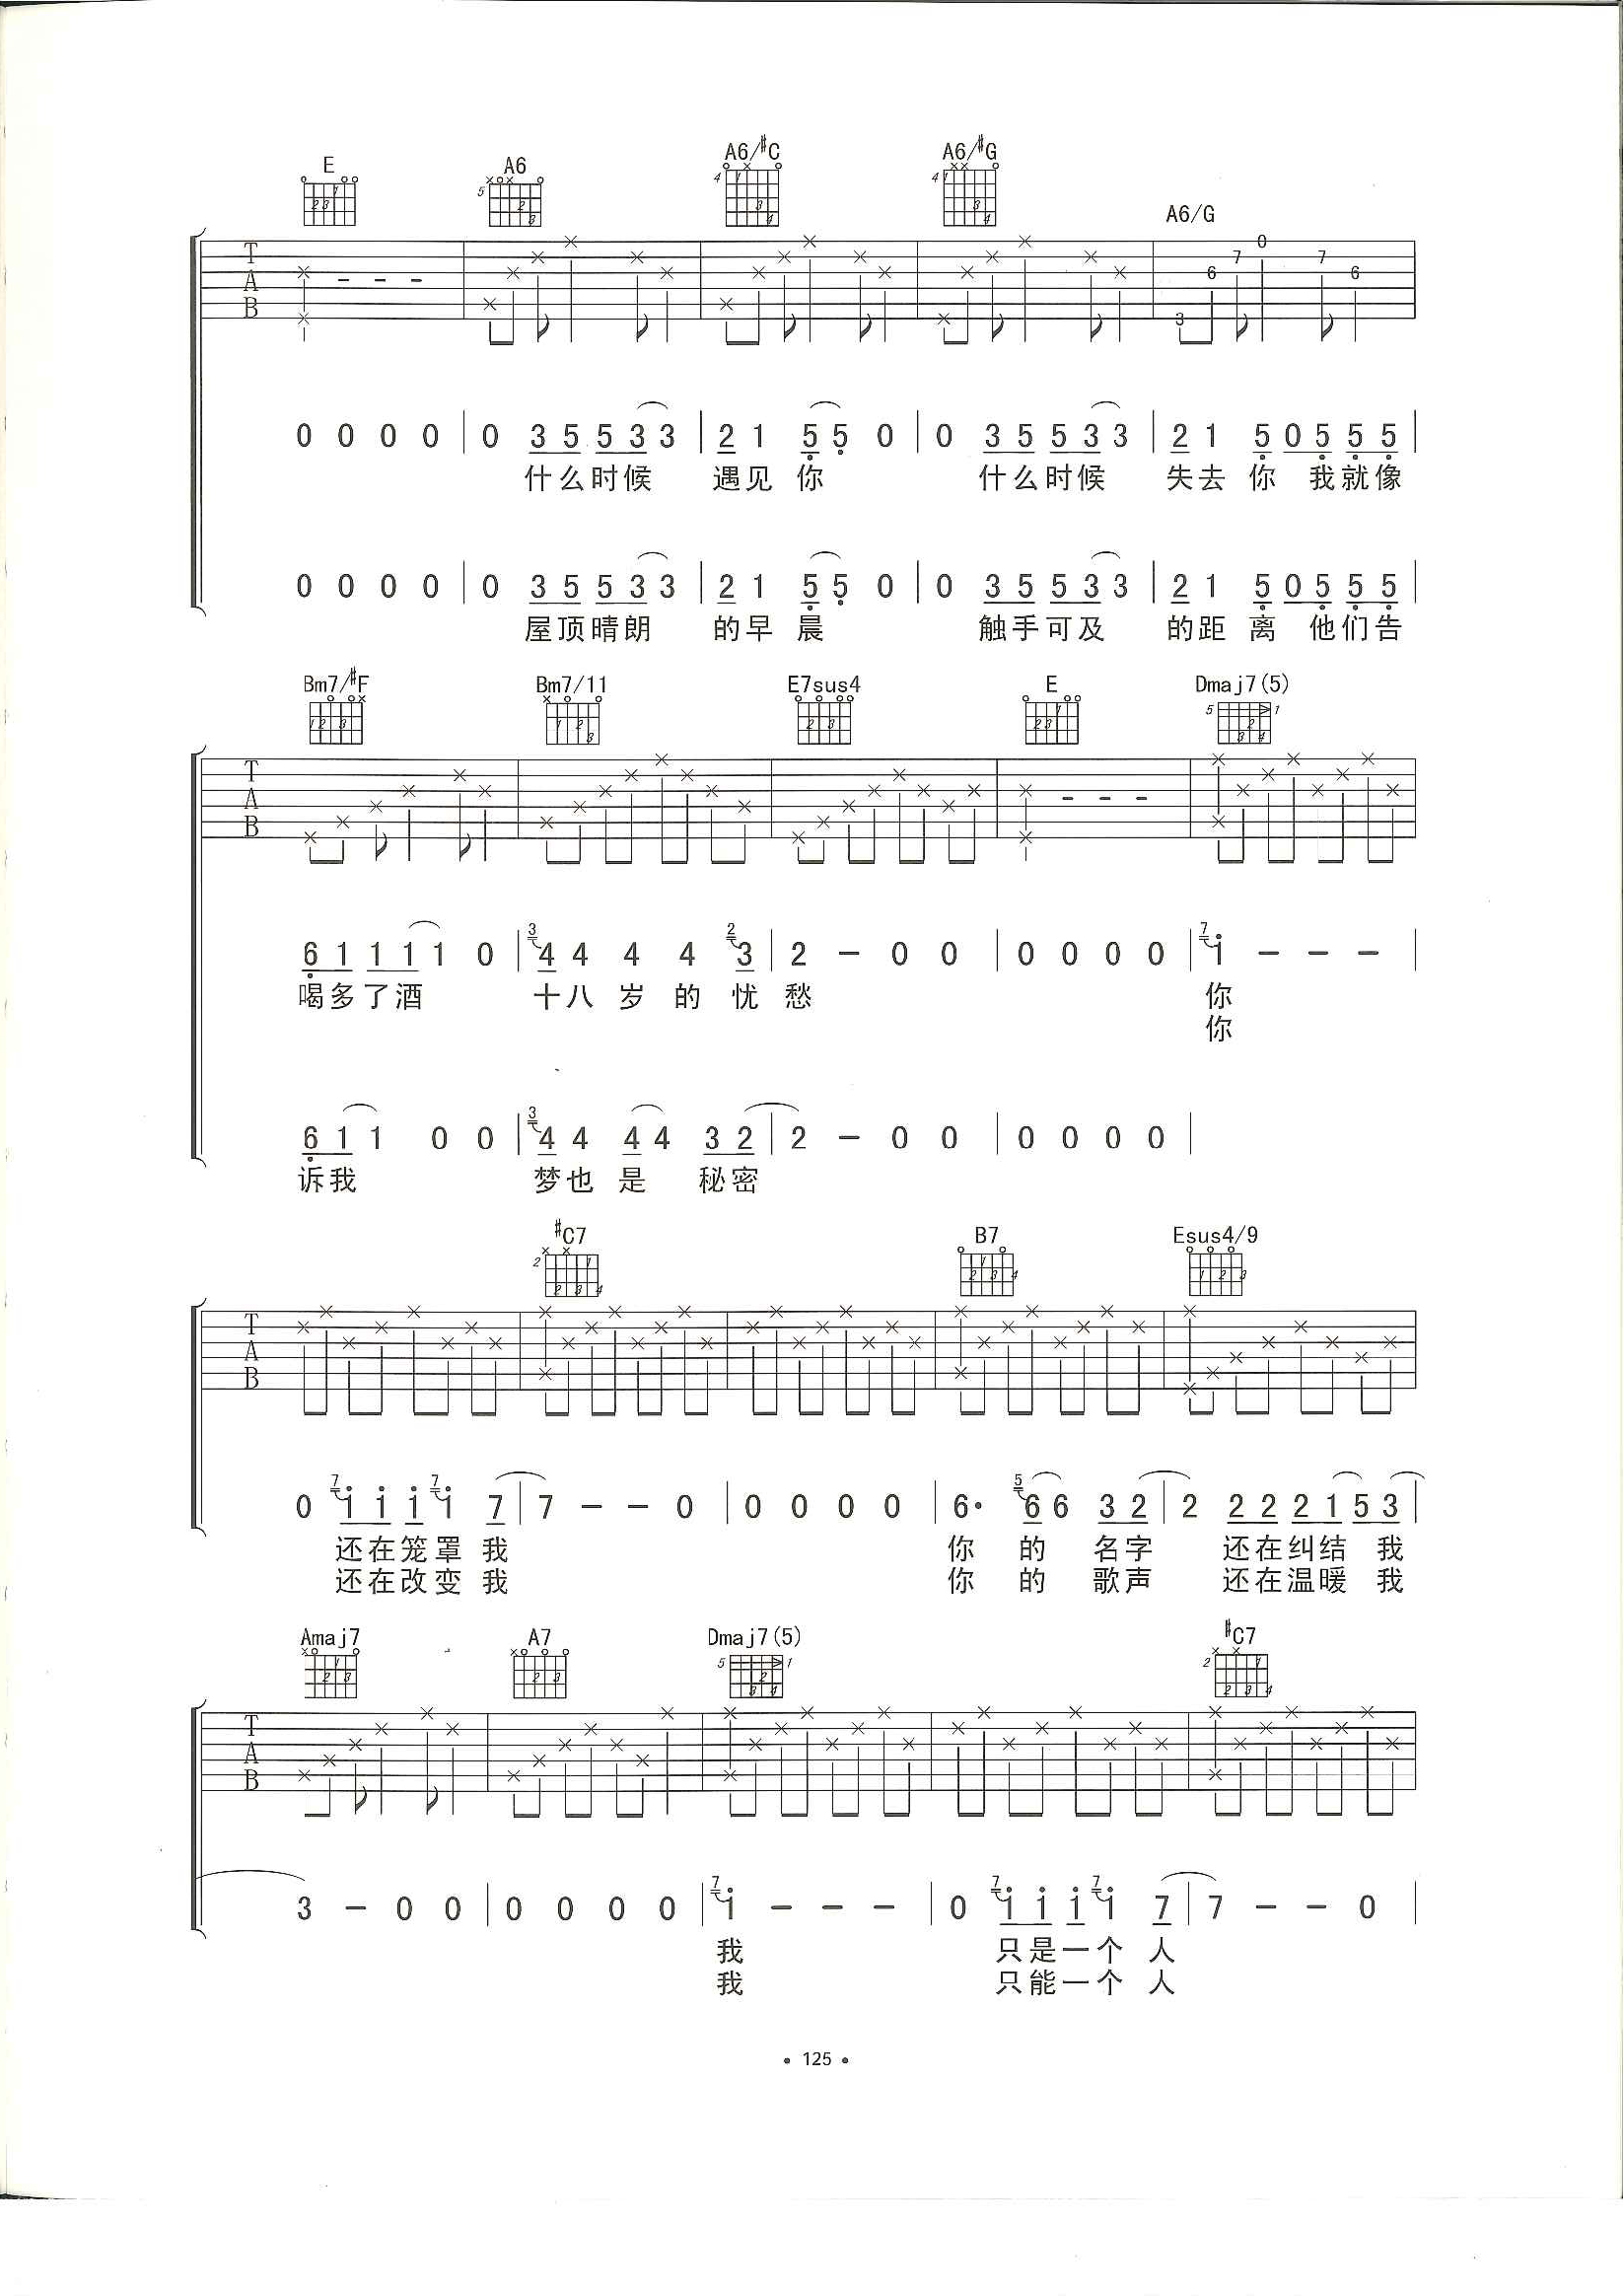 E A6 A6/#C A6/#G A6/G
T
A
B
0 7 7 6 6 3
0 0 0 0 | 0 3 5 5 3 3 | 2 1 5 5 0 | 0 3 5 5 3 3 | 2 1 5 0 5 5 5 |
什么时候 遇见 你 什么时候 失去 你 我就像
0 0 0 0 | 0 3 5 5 3 3 | 2 1 5 5 0 | 0 3 5 5 3 3 | 2 1 5 0 5 5 5 |
屋顶晴朗 的早 晨 触手可及 的距 离 他们告
Bm7/#F Bm7/11 E7sus4 E Dmaj7(5)
T
A
B
6 1 1 1 1 0 | 3 4 4 4 4 2 3 | 2 — 0 0 | 0 0 0 0 | 7 1 — — — |
喝多了酒 十八 岁 的 忧 愁 你
你
6 1 1 0 0 | 3 4 4 4 4 3 2 | 2 — 0 0 | 0 0 0 0 |
诉我 梦也 是 秘密
#C7 B7 Esus4/9
T
A
B
0 7 1 1 1 7 1 7 | 7 — — 0 | 0 0 0 0 | 6· 5 6 6 3 2 | 2 2 2 2 1 5 3 |
还在笼 罩 我 你 的 名字 还在纠结 我
还在改 变 我 你 的 歌声 还在温暖 我
Amaj7 A7 Dmaj7(5) #C7
T
A
B
3 — 0 0 | 0 0 0 0 | 7 1 — — — | 0 7 1 1 1 7 1 7 | 7 — — 0 |
我 只是一个 人
我 只能一个 人
• 125 •